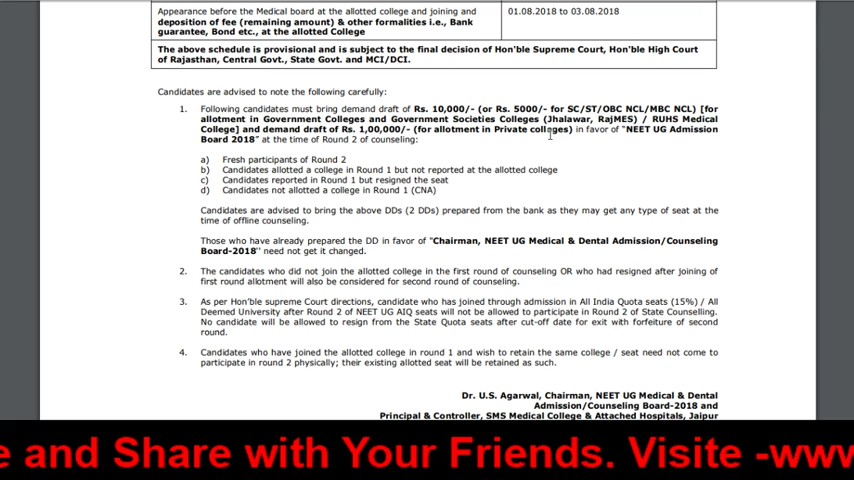 Appearance before the Medical board at the allotted college and joining and
deposition of fee (remaining amount) & other formalities i.e., Bank
guarantee, Bond etc., at the allotted College
01.08.2018 to 03.08.2018
The above schedule is provisional and is subject to the final decision of Hon'ble Supreme Court, Hon'ble High Court
of Rajasthan, Central Govt., State Govt. and MCI/DCI.
Candidates are advised to note the following carefully:
1. Following candidates must bring demand draft of Rs. 10,000/- (or Rs. 5000/- for SC/ST/OBC NCL/MBC NCL) [for
allotment in Government Colleges and Government Societies Colleges (Jhalawar, RajMES) / RUHS Medical
College] and demand draft of Rs. 1,00,000/- (for allotment in Private colleges) in favor of "NEET UG Admission
Board 2018" at the time of Round 2 of counseling:
a) Fresh participants of Round 2
b) Candidates allotted a college in Round 1 but not reported at the allotted college
c) Candidates reported in Round 1 but resigned the seat
d) Candidates not allotted a college in Round 1 (CNA)
Candidates are advised to bring the above DDs (2 DDs) prepared from the bank as they may get any type of seat at the
time of offline counseling.
Those who have already prepared the DD in favor of "Chairman, NEET UG Medical & Dental Admission/Counseling
Board-2018" need not get it changed.
2. The candidates who did not join the allotted college in the first round of counseling OR who had resigned after joining of
first round allotment will also be considered for second round of counseling.
3. As per Hon'ble supreme Court directions, candidate who has joined through admission in All India Quota seats (15%) / All
Deemed University after Round 2 of NEET UG AIQ seats will not be allowed to participate in Round 2 of State Counselling.
No candidate will be allowed to resign from the State Quota seats after cut-off date for exit with forfeiture of second
round.
4. Candidates who have joined the allotted college in round 1 and wish to retain the same college / seat need not come to
participate in round 2 physically; their existing allotted seat will be retained as such.
Dr. U.S. Agarwal, Chairman, NEET UG Medical & Dental
Admission/Counseling Board-2018 and
Principal & Controller, SMS Medical College & Attached Hospitals, Jaipur
e and Share with Your Friends. Visite -www